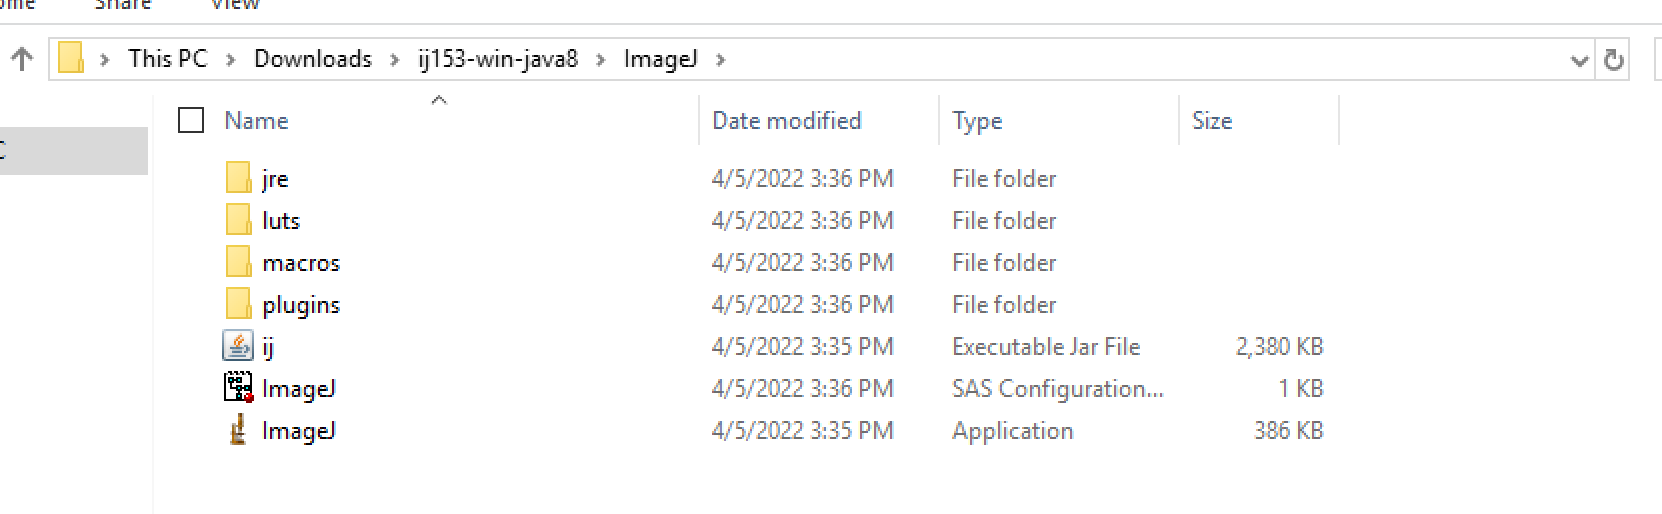 Share View
This PC Downloads ij153-win-java8 ImageJ
Name Date modified Type Size
jre 4/5/2022 3:36 PM File folder
luts 4/5/2022 3:36 PM File folder
macros 4/5/2022 3:36 PM File folder
plugins 4/5/2022 3:36 PM File folder
ij 4/5/2022 3:35 PM Executable Jar File 2,380 KB
ImageJ 4/5/2022 3:36 PM SAS Configuration... 1 KB
ImageJ 4/5/2022 3:35 PM Application 386 KB